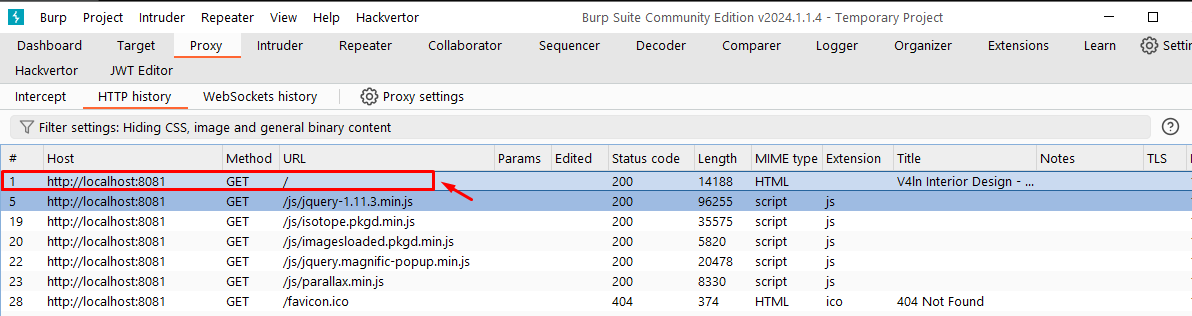 Burp Project Intruder Repeater View Help Hackvertor Burp Suite Community Edition v2024.1.1.4 - Temporary Project
Dashboard Target Proxy Intruder Repeater Collaborator Sequencer Decoder Comparer Logger Organizer Extensions Learn
Hackvertor JWT Editor
Intercept HTTP history WebSockets history Proxy settings
Filter settings: Hiding CSS, image and general binary content
# Host Method URL Params Edited Status code Length MIME type Extension Title Notes TLS
1 http://localhost:8081 GET / 200 14188 HTML V4ln Interior Design - ...
5 http://localhost:8081 GET /js/jquery-1.11.3.min.js 200 96255 script js
19 http://localhost:8081 GET /js/isotope.pkgd.min.js 200 35575 script js
20 http://localhost:8081 GET /js/imagesloaded.pkgd.min.js 200 5820 script js
22 http://localhost:8081 GET /js/jquery.magnific-popup.min.js 200 20478 script js
23 http://localhost:8081 GET /js/parallax.min.js 200 8330 script js
28 http://localhost:8081 GET /favicon.ico 404 374 HTML ico 404 Not Found